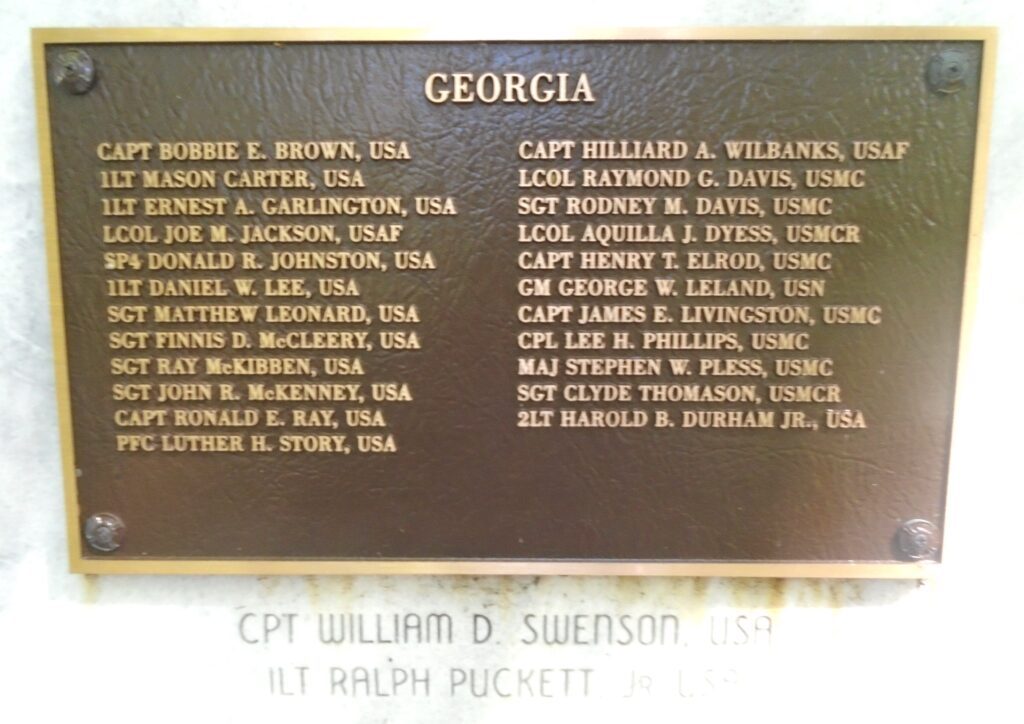 GEORGIA
CAPT BOBBIE E. BROWN, USA
1LT MASON CARTER, USA
1LT ERNEST A. GARLINGTON, USA
LCOL JOE M. JACKSON, USAF
SP4 DONALD R. JOHNSTON, USA
1LT DANIEL W. LEE, USA
SGT MATTHEW LEONARD, USA
SGT FINNIS D. McCLEERY, USA
SGT RAY McKIBBEN, USA
SGT JOHN R. McKENNEY, USA
CAPT RONALD E. RAY, USA
PFC LUTHER H. STORY, USA
CAPT HILLIARD A. WILBANKS, USAF
LCOL RAYMOND G. DAVIS, USMC
SGT RODNEY M. DAVIS, USMC
LCOL AQUILLA J. DYESS, USMCR
CAPT HENRY T. ELROD, USMC
GM GEORGE W. LELAND, USN
CAPT JAMES E. LIVINGSTON, USMC
CPL LEE H. PHILLIPS, USMC
MAJ STEPHEN W. PLESS, USMC
SGT CLYDE THOMASON, USMCR
2LT HAROLD B. DURHAM JR., USA
CPT WILLIAM D. SWENSON, USA
1LT RALPH PUCKETT, JR USA